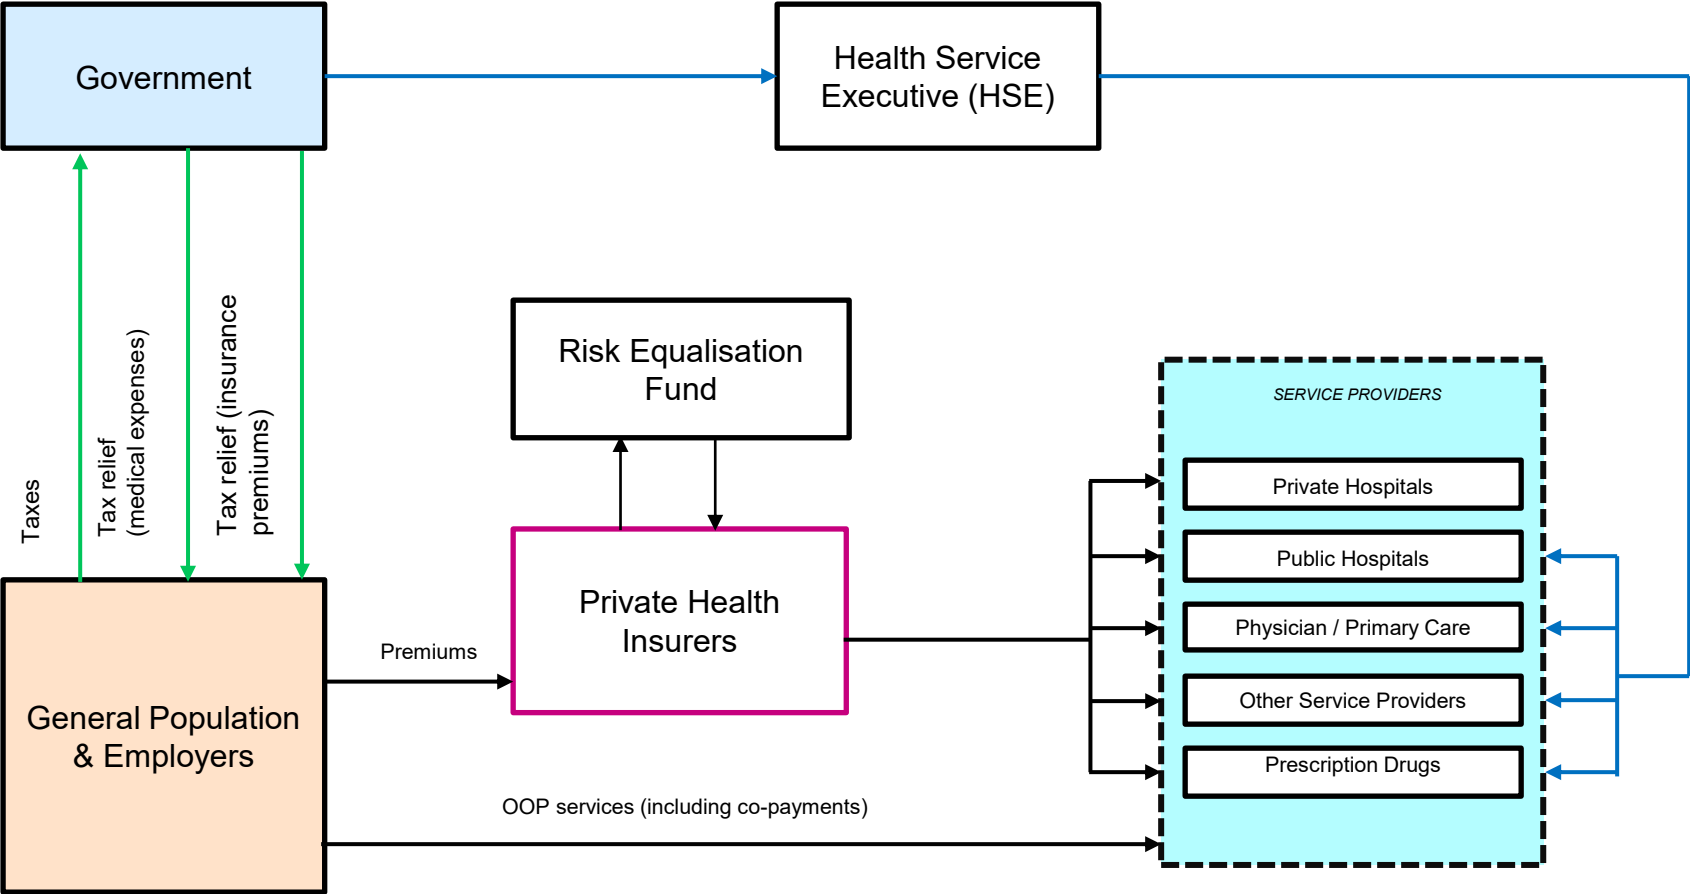 Government
Health Service
Executive (HSE)
Taxes
Tax relief
(medical expenses)
Tax relief (insurance
premiums)
Risk Equalisation
Fund
SERVICE PROVIDERS
Private Hospitals
Public Hospitals
Physician / Primary Care
Other Service Providers
Prescription Drugs
Private Health
Insurers
Premiums
General Population
& Employers
OOP services (including co-payments)